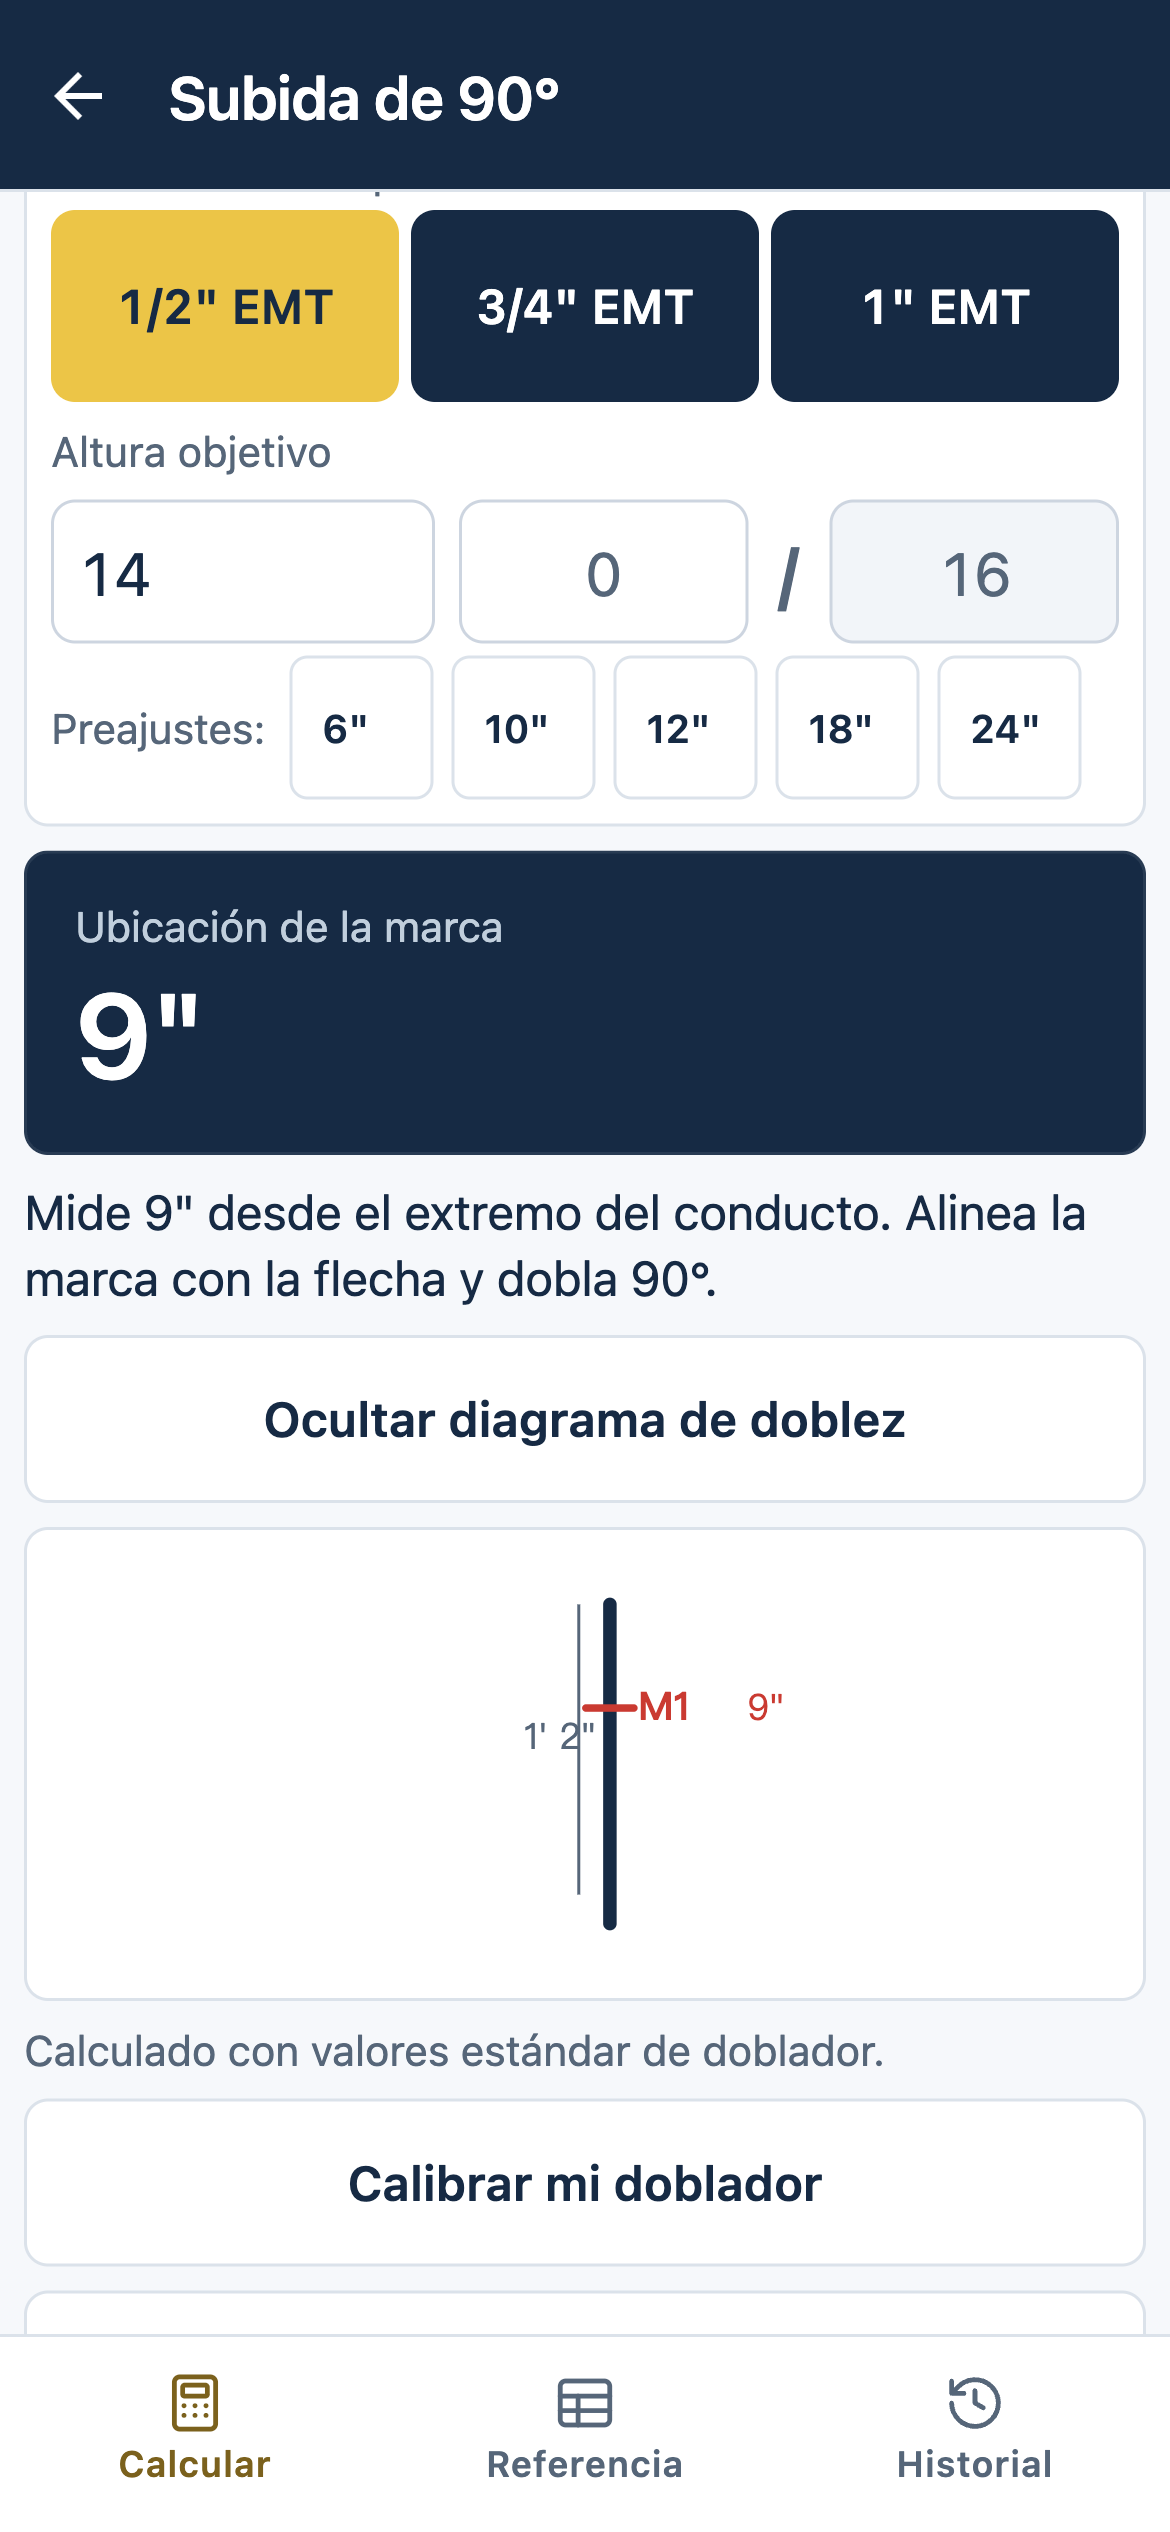 Subida de 90°
1/2" EMT
3/4" EMT
1" EMT
Altura objetivo
14
0
/
16
Preajustes:
6"
10"
12"
18"
24"
Ubicación de la marca
9"
Mide 9" desde el extremo del conducto. Alinea la
marca con la flecha y dobla 90°.
Ocultar diagrama de doblez
M1
9"
1' 2"
Calculado con valores estándar de doblador.
Calibrar mi doblador
Calcular
Referencia
Historial